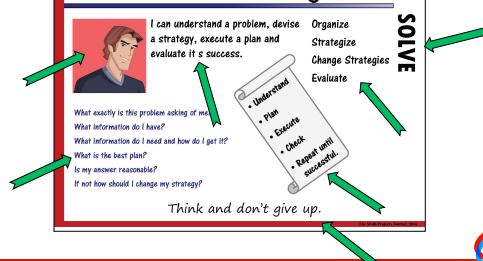 I can understand a problem, devise
a strategy, execute a plan and
evaluate it s success.
Organize
Strategize
Change Strategies
Evaluate
SOLVE
• Understand
• Plan
• Execute
• Check
• Repeat until
successful.
What exactly is this problem asking of me
What information do I have?
What information do I need and how do I get it?
What is the best plan?
Is my answer reasonable?
If not how should I change my strategy?
Think and don't give up.